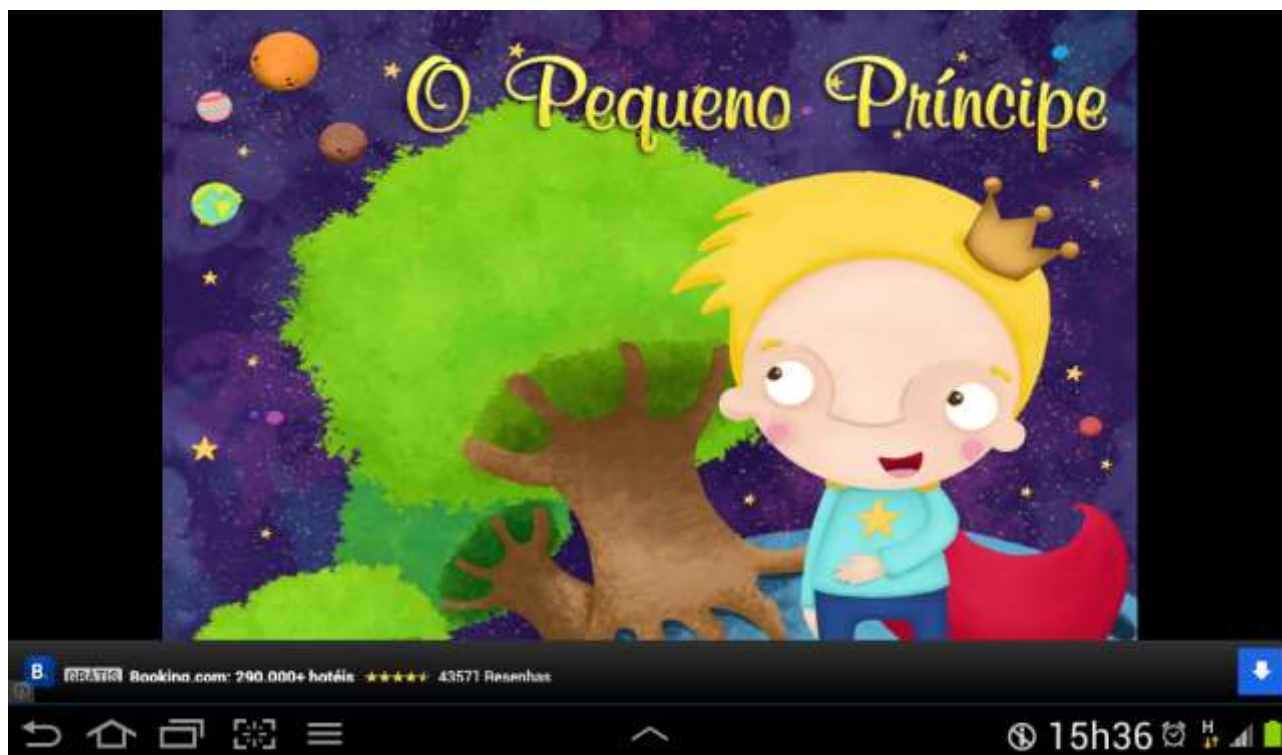 O Pequeno Príncipe
B. GRÁTIS Booking.com: 290.000+ hotéis 43571 Resenhas
15h36 H